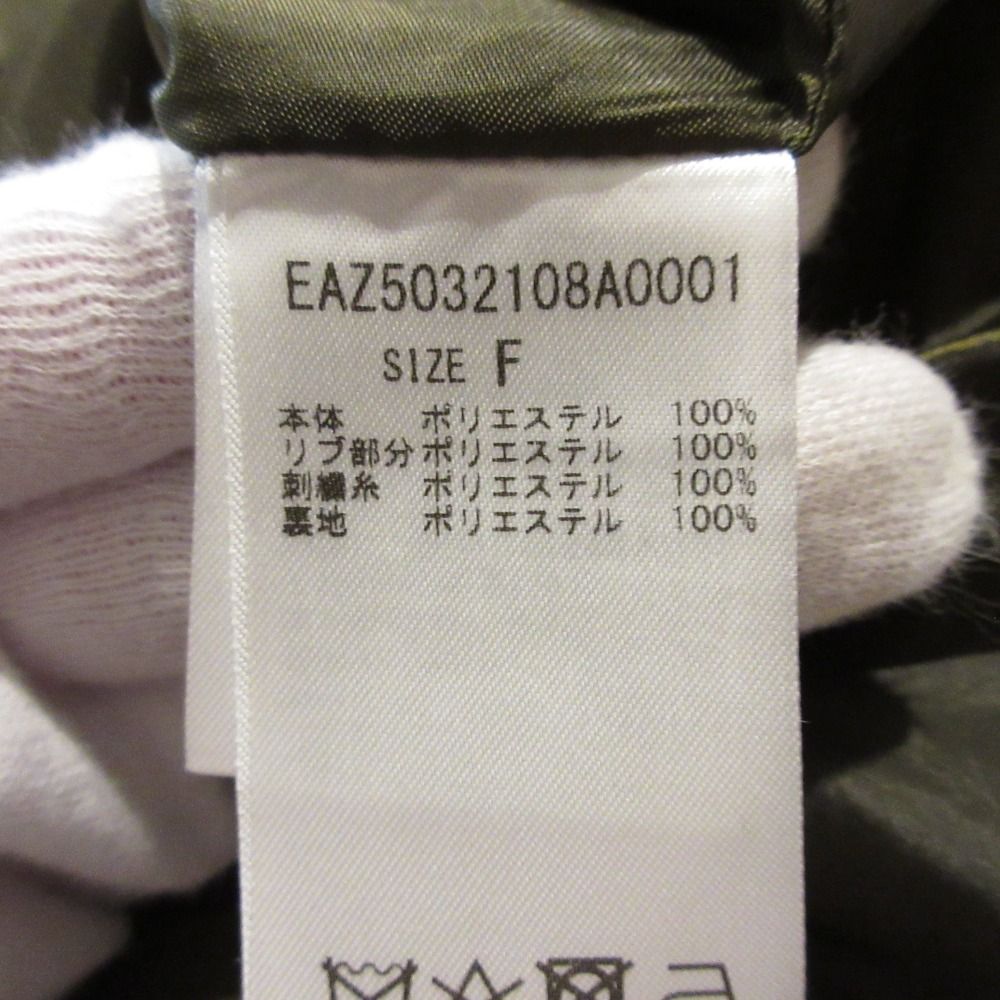 EAZ5032108A0001
SIZE F
本体 ポリエステル 100%
リブ部分 ポリエステル 100%
刺繍糸 ポリエステル 100%
裏地 ポリエステル 100%